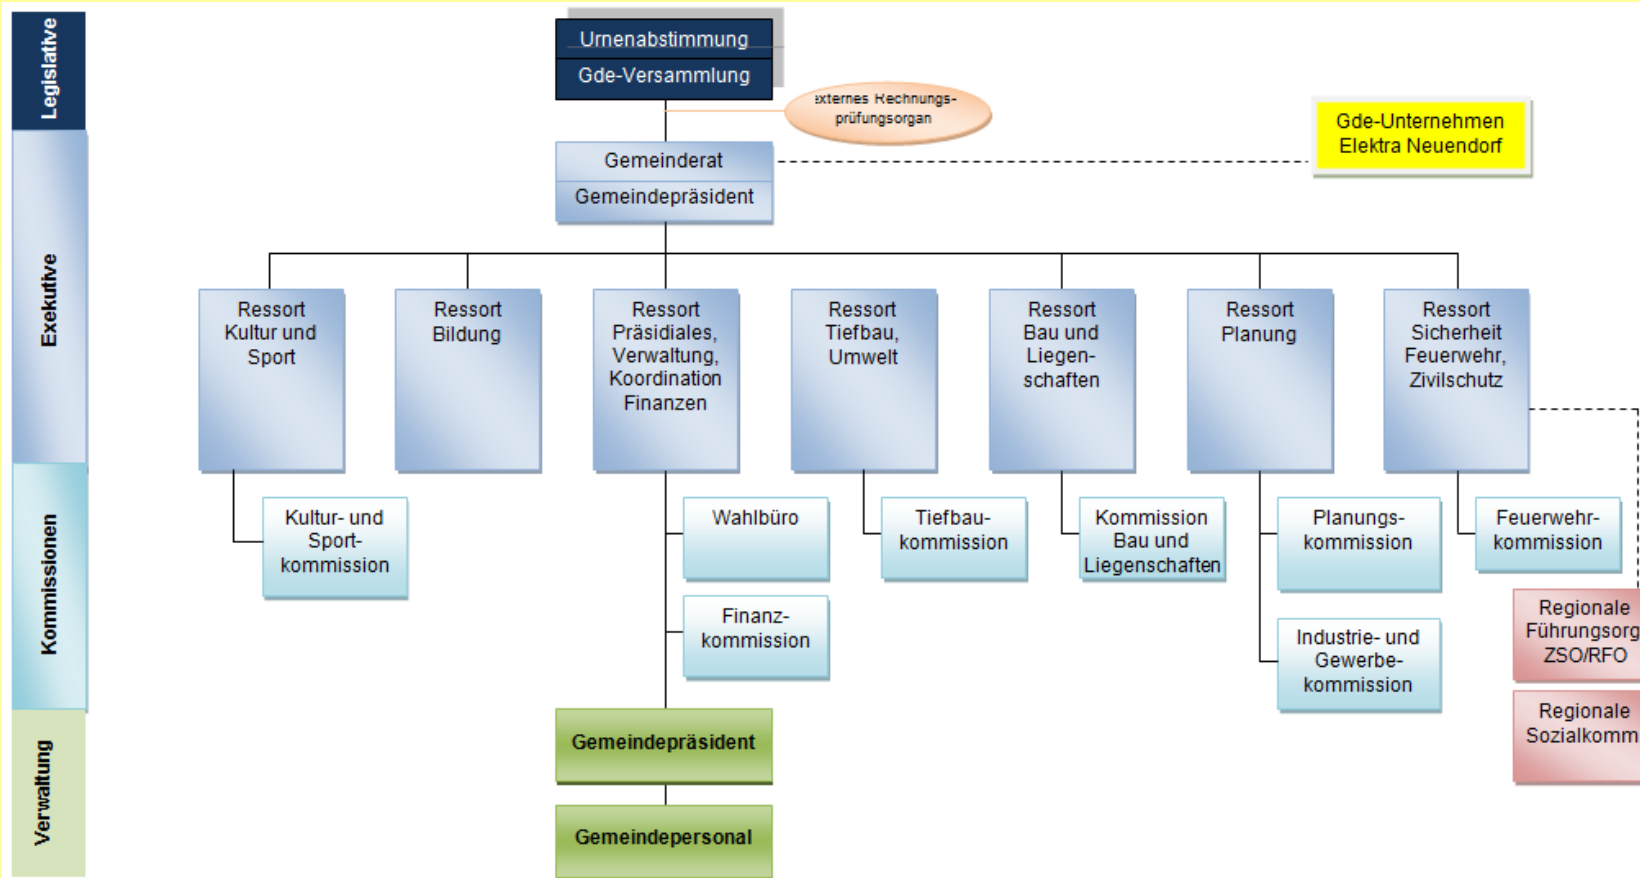 Legislative
Urnenabstimmung
Gde-Versammlung
externes Rechnungs-
prüfungsorgan
Gde-Unternehmen
Elektra Neuendorf
Exekutive
Gemeinderat
Gemeindepräsident
Ressort
Kultur und
Sport
Ressort
Bildung
Ressort
Präsidiales,
Verwaltung,
Koordination
Finanzen
Ressort
Tiefbau,
Umwelt
Ressort
Bau und
Liegen-
schaften
Ressort
Planung
Ressort
Sicherheit
Feuerwehr,
Zivilschutz
Kommissionen
Kultur- und
Sport-
kommission
Wahlbüro
Finanz-
kommission
Tiefbau-
kommission
Kommission
Bau und
Liegenschaften
Planungs-
kommission
Industrie- und
Gewerbe-
kommission
Feuerwehr-
kommission
Regionale
Führungsorg
ZSO/RFO
Regionale
Sozialkomm
Verwaltung
Gemeindepräsident
Gemeindepersonal